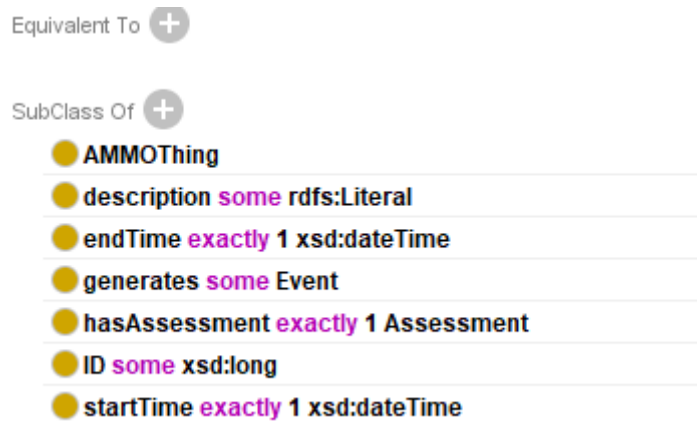 Equivalent To
SubClass Of
AMMOThing
description some rdfs:Literal
endTime exactly 1 xsd:dateTime
generates some Event
hasAssessment exactly 1 Assessment
ID some xsd:long
startTime exactly 1 xsd:dateTime